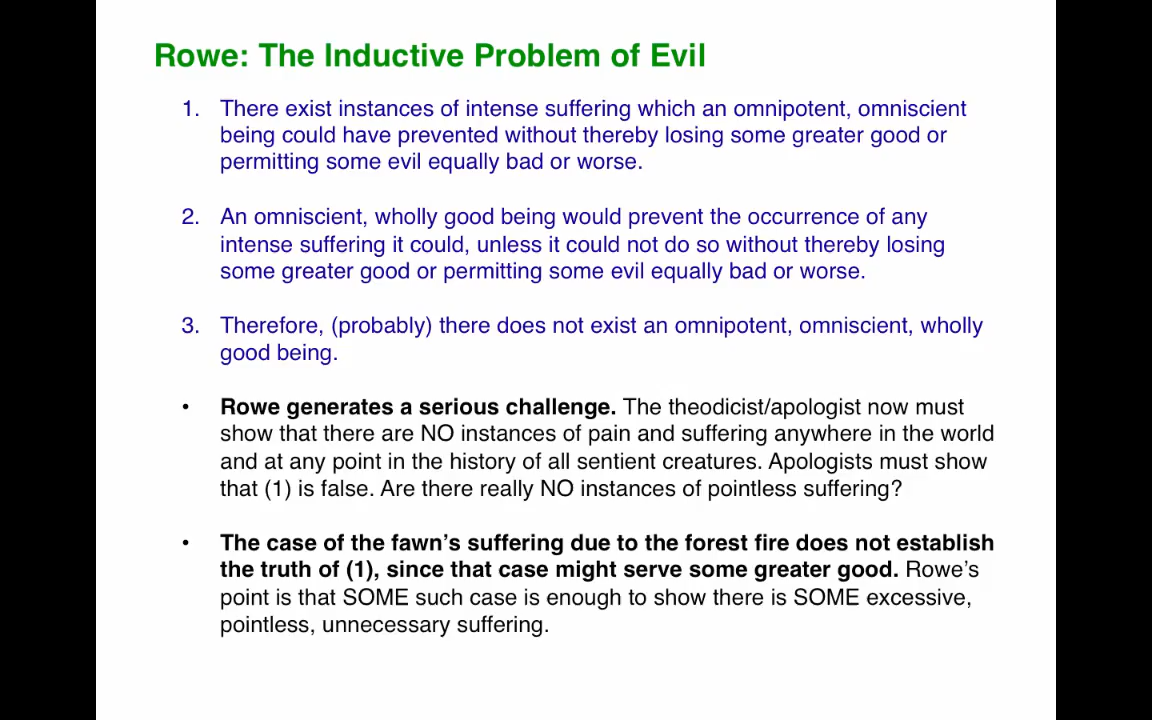 Rowe: The Inductive Problem of Evil
1. There exist instances of intense suffering which an omnipotent, omniscient
being could have prevented without thereby losing some greater good or
permitting some evil equally bad or worse.
2. An omniscient, wholly good being would prevent the occurrence of any
intense suffering it could, unless it could not do so without thereby losing
some greater good or permitting some evil equally bad or worse.
3. Therefore, (probably) there does not exist an omnipotent, omniscient, wholly
good being.
• Rowe generates a serious challenge. The theodicist/apologist now must
show that there are NO instances of pain and suffering anywhere in the world
and at any point in the history of all sentient creatures. Apologists must show
that (1) is false. Are there really NO instances of pointless suffering?
• The case of the fawn's suffering due to the forest fire does not establish
the truth of (1), since that case might serve some greater good. Rowe's
point is that SOME such case is enough to show there is SOME excessive,
pointless, unnecessary suffering.